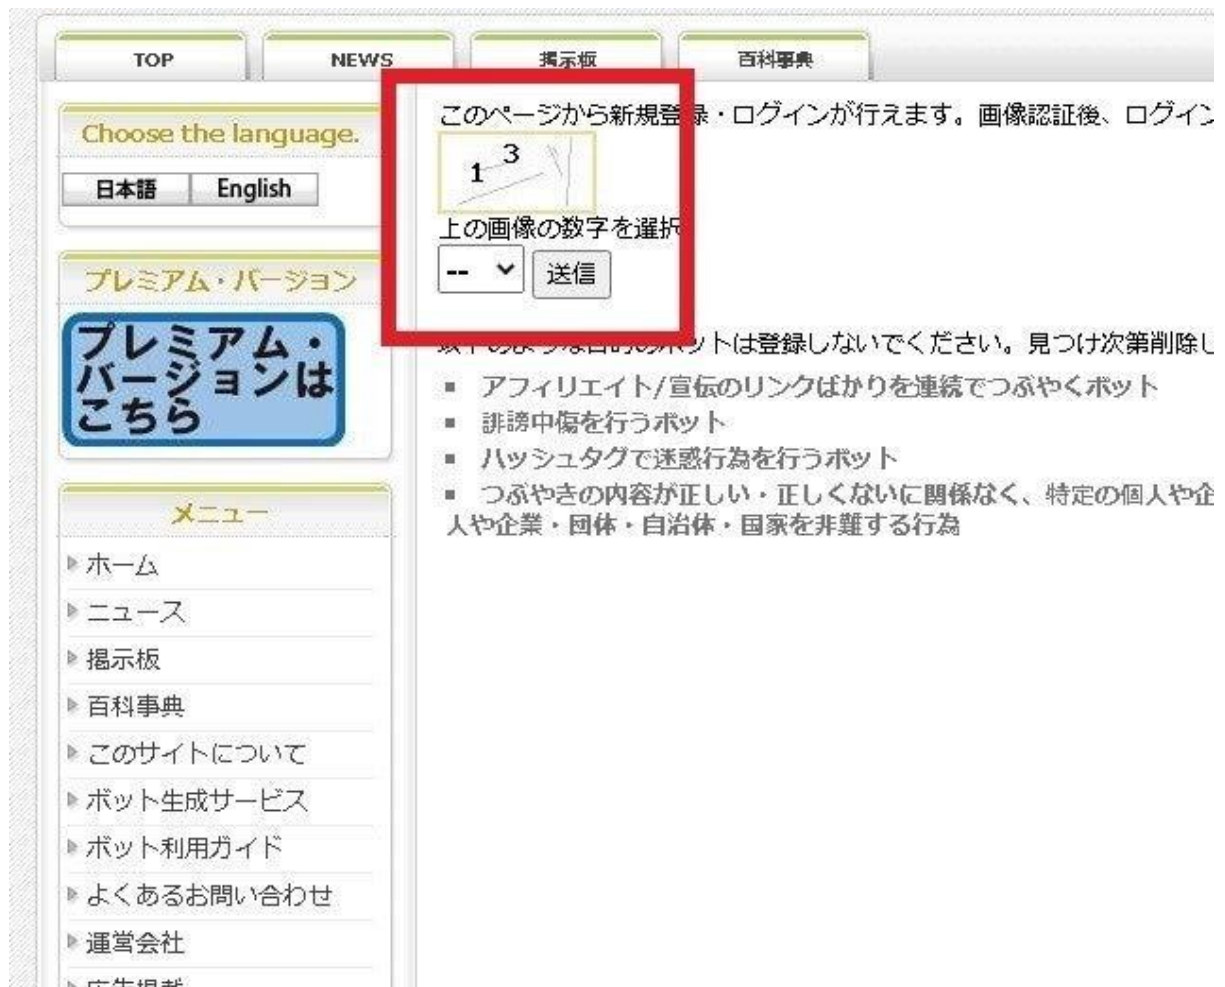 TOP
NEWS
掲示板
百科事典
Choose the language.
日本語
English
プレミアム・バージョン
プレミアム・
バージョンは
こちら
メニュー
ホーム
ニュース
掲示板
百科事典
このサイトについて
ボット生成サービス
ボット利用ガイド
よくあるお問い合わせ
運営会社
このページから新規登録・ログインが行えます。画像認証後、ログイン
1 3
上の画像の数字を選択
--
送信
は登録しないでください。見つけ次第削除し
アフィリエイト/宣伝のリンクばかりを連続でつぶやくボット
誹謗中傷を行うボット
ハッシュタグで迷惑行為を行うボット
つぶやきの内容が正しい・正しくないに関係なく、特定の個人や企
人や企業・団体・自治体・国家を非難する行為